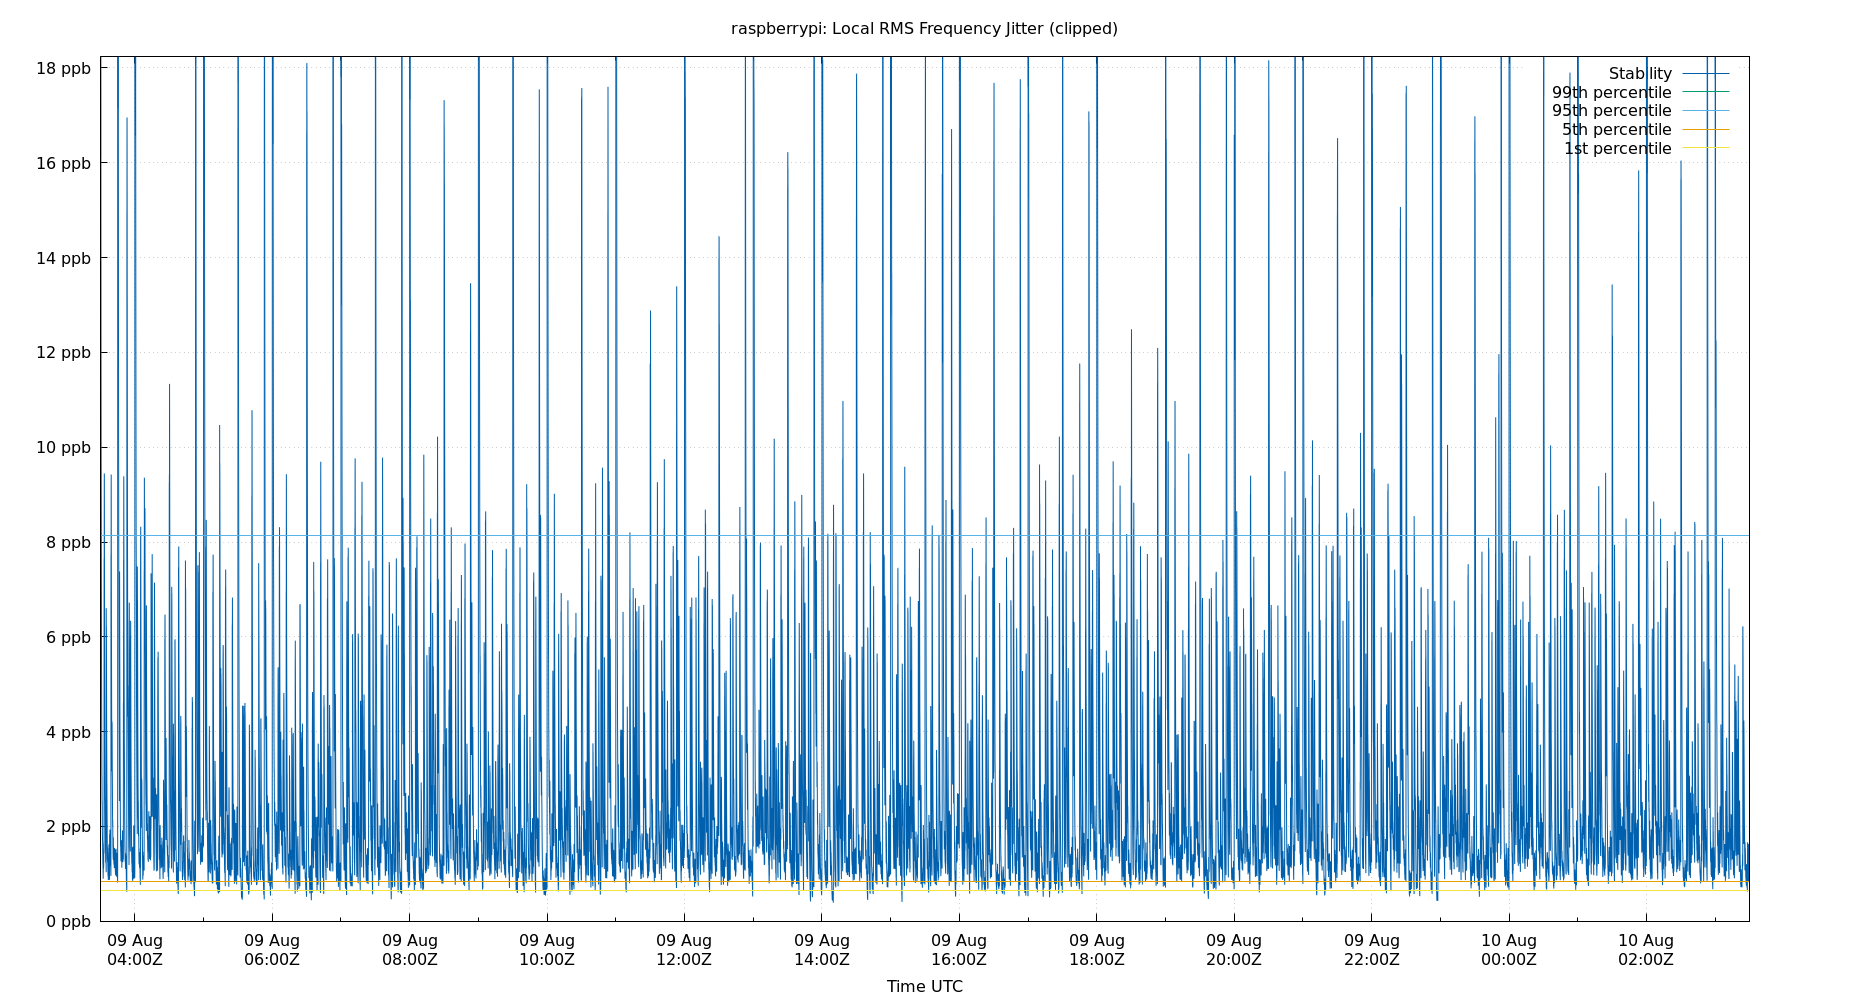 raspberrypi: Local RMS Frequency Jitter (clipped)
18 ppb
16 ppb
14 ppb
12 ppb
10 ppb
8 ppb
6 ppb
4 ppb
2 ppb
0 ppb
Stability
99th percentile
95th percentile
5th percentile
1st percentile
09 Aug 09 Aug 09 Aug 09 Aug 09 Aug 09 Aug 09 Aug 09 Aug 09 Aug 09 Aug 10 Aug 10 Aug
04:00Z 06:00Z 08:00Z 10:00Z 12:00Z 14:00Z 16:00Z 18:00Z 20:00Z 22:00Z 00:00Z 02:00Z
Time UTC